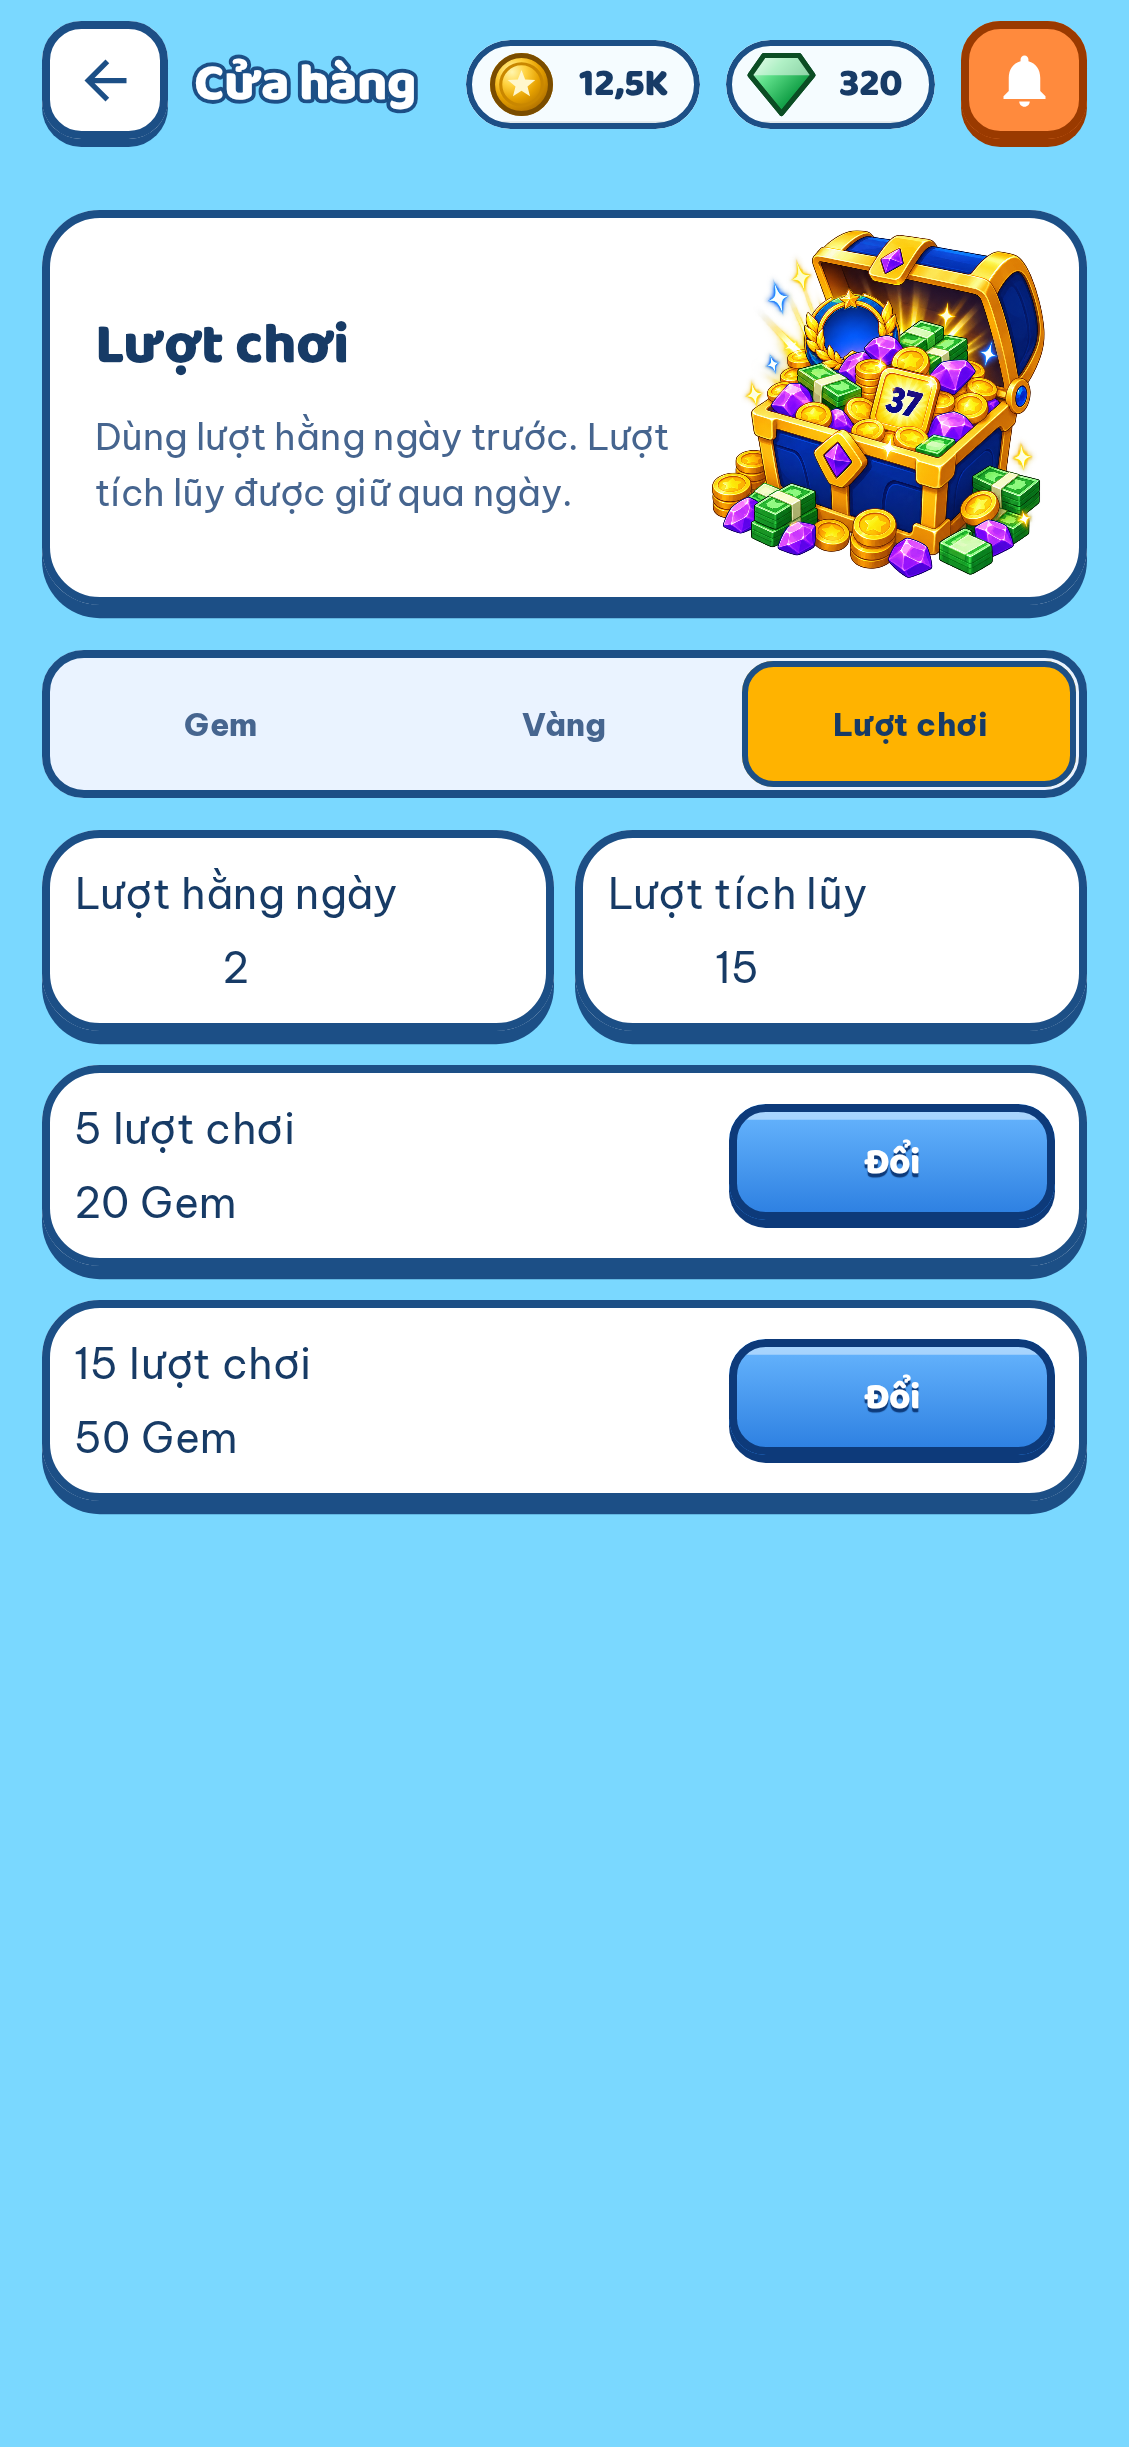 Cửa hàng
12,5K
320
Lượt chơi
Dùng lượt hằng ngày trước. Lượt
tích lũy được giữ qua ngày.
37
Gem
Vàng
Lượt chơi
Lượt hằng ngày
2
Lượt tích lũy
15
5 lượt chơi
20 Gem
Đổi
15 lượt chơi
50 Gem
Đổi